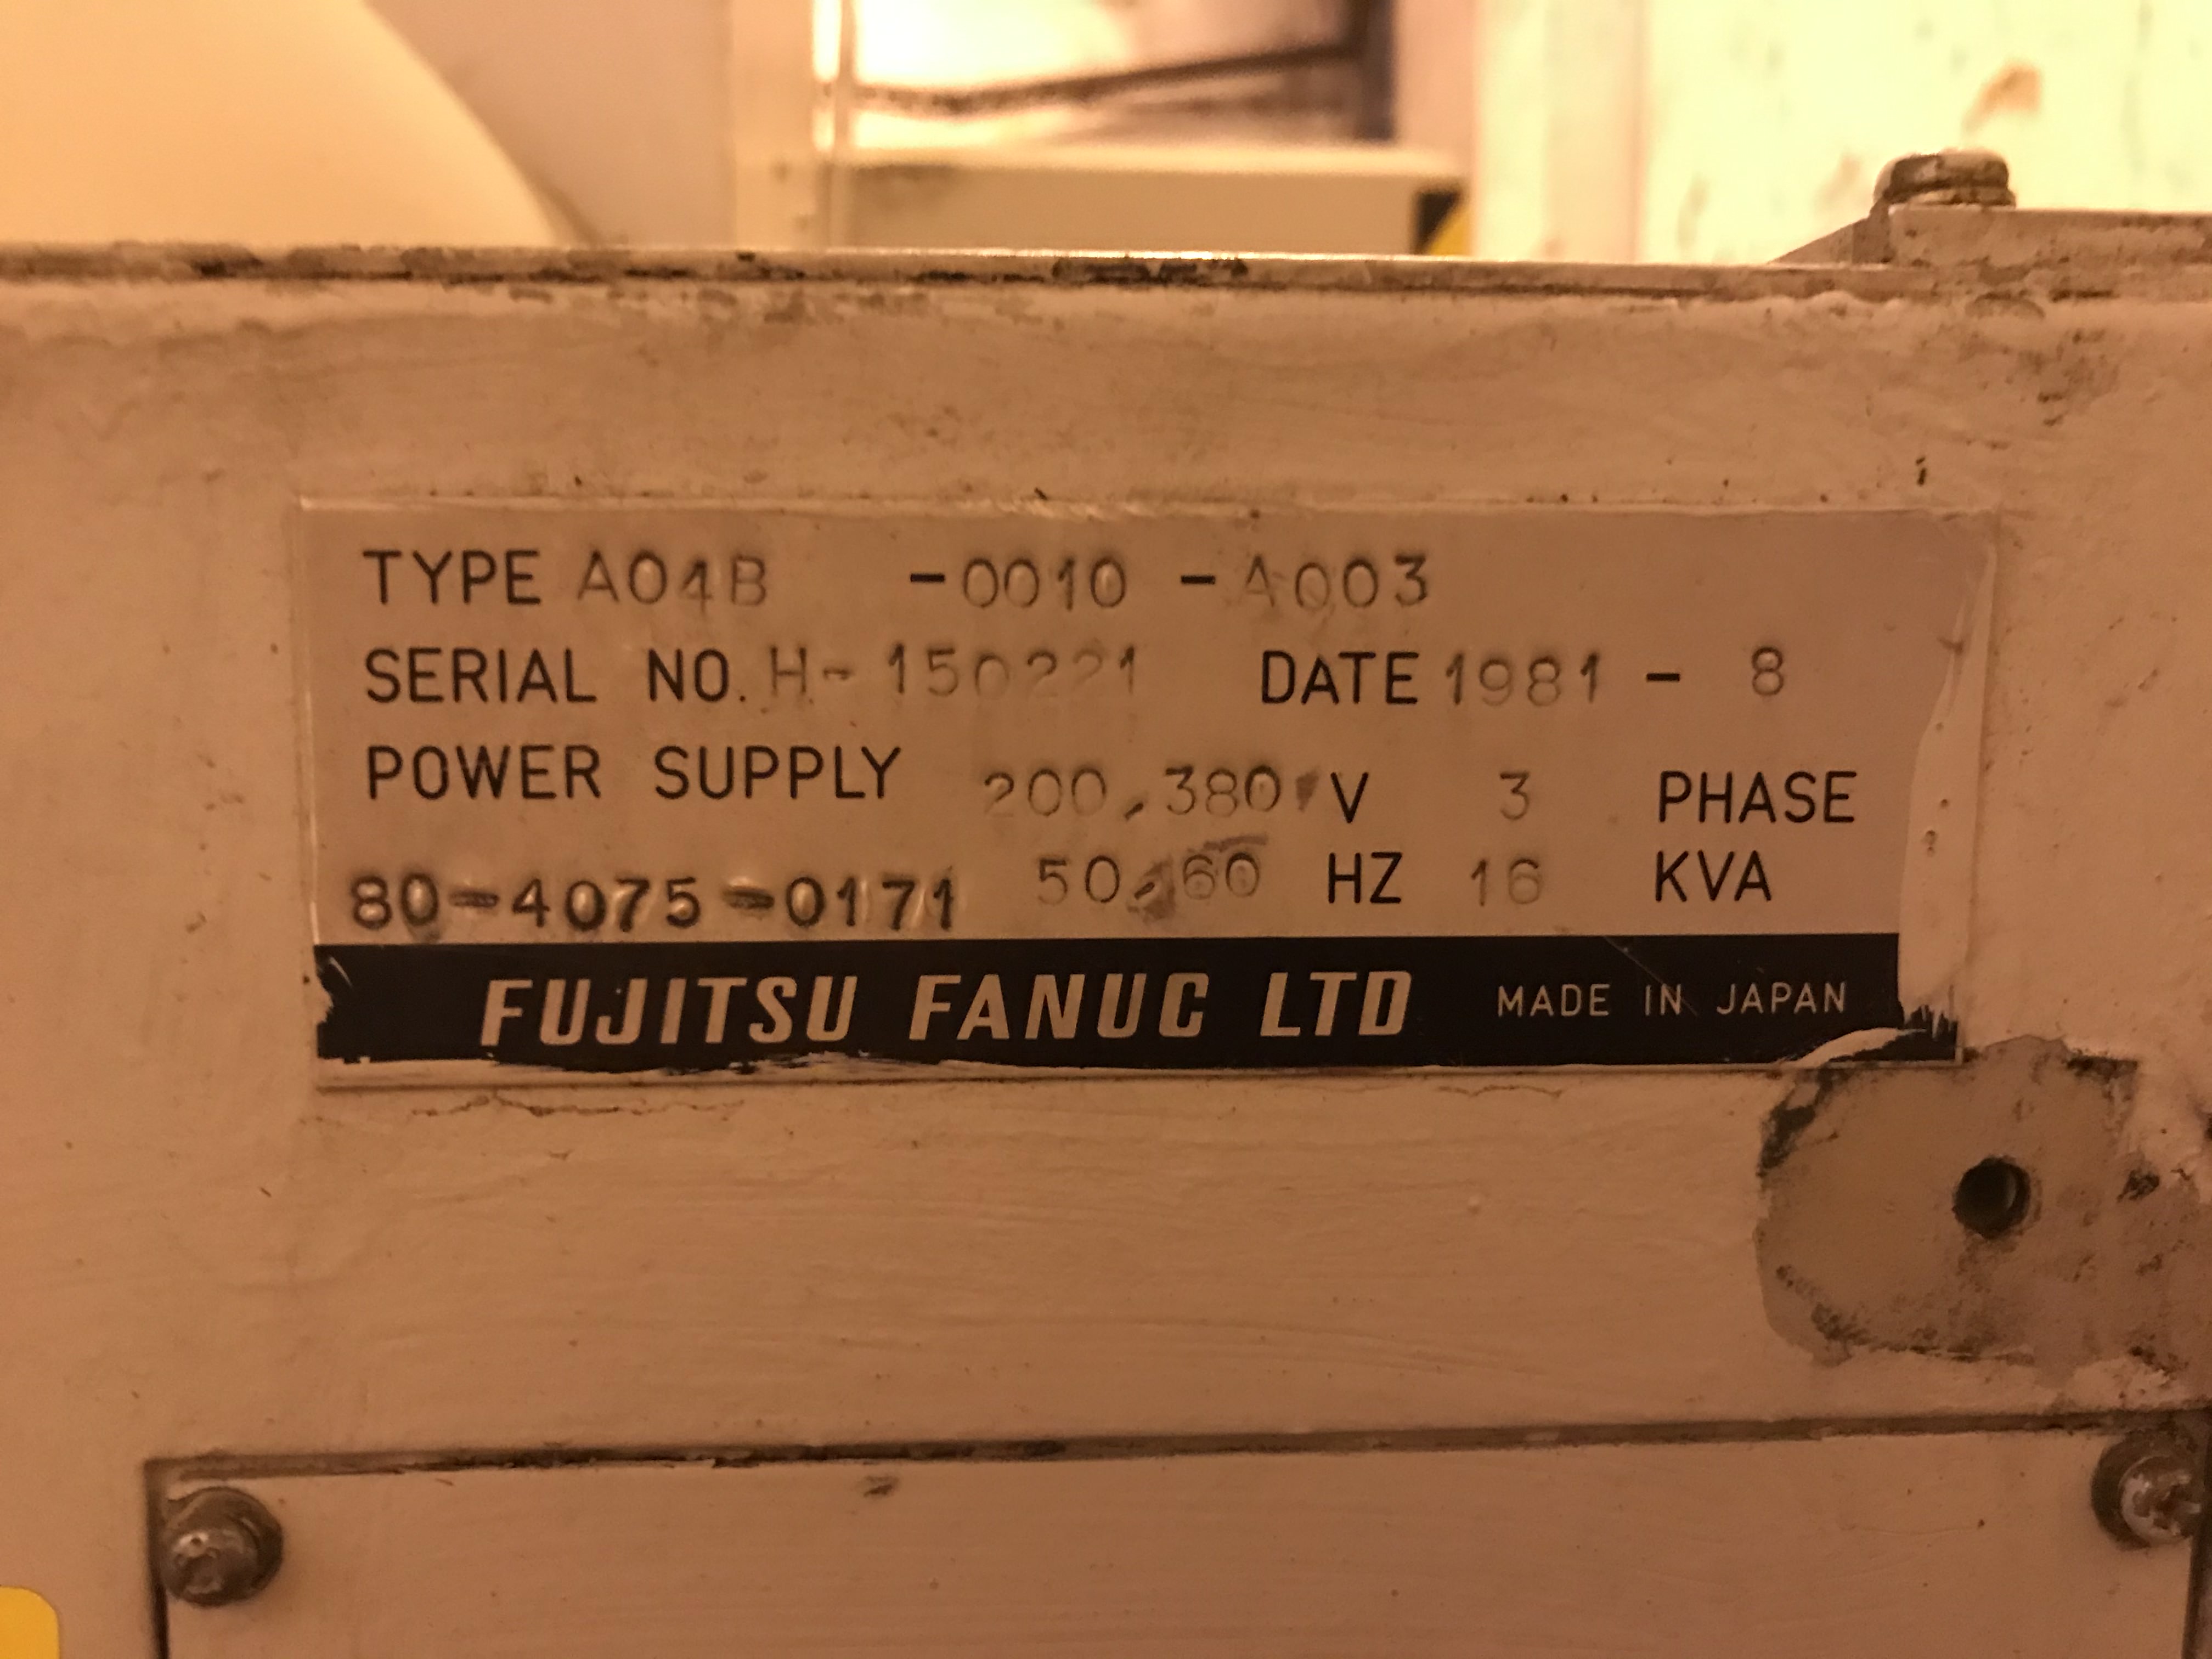 TYPE A04B -0010 -A003
SERIAL NO. H-150221 DATE 1981 - 8
POWER SUPPLY 200,380 V 3 PHASE
80-4075-0171 50,60 HZ 16 KVA
FUJITSU FANUC LTD MADE IN JAPAN